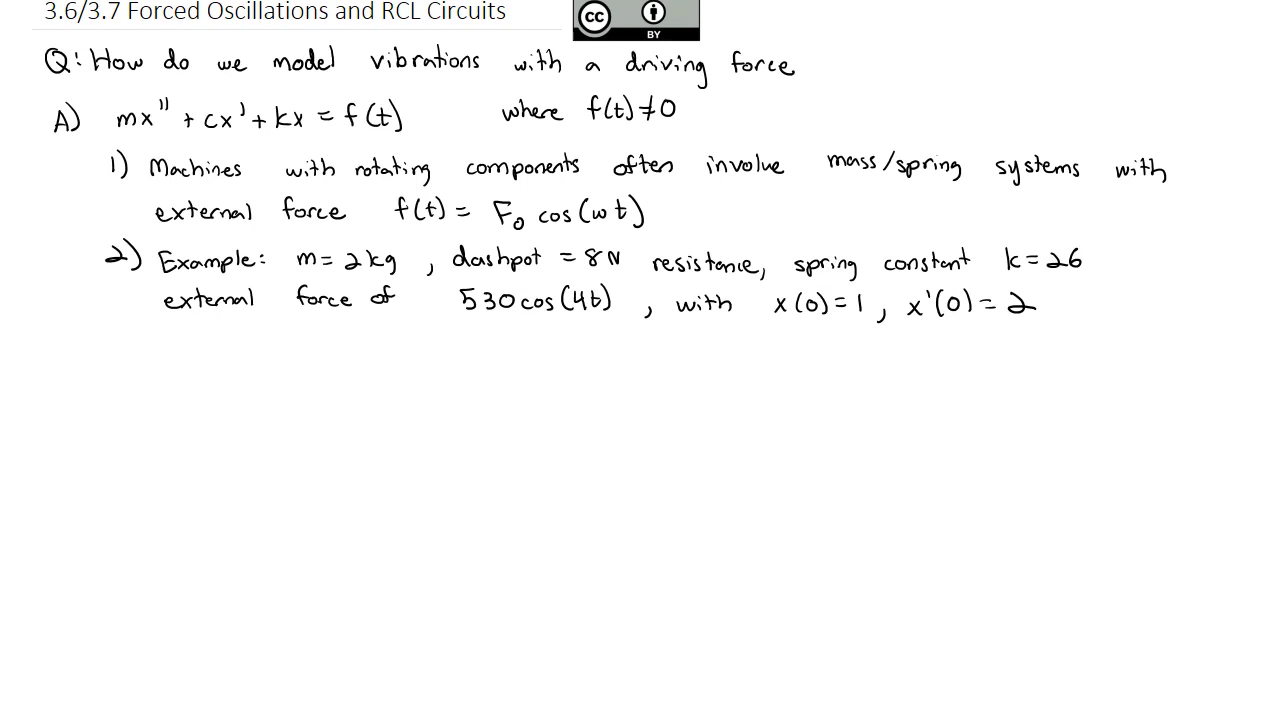 3.6/3.7 Forced Oscillations and RCL Circuits
cc
BY
Q: How do we model vibrations with a driving force
A) mx'' + cx' + kx = f(t) where f(t)≠0
1) Machines with rotating components often involve mass/spring systems with
external force f(t) = F₀ cos(ωt)
2) Example: m = 2kg, dashpot = 8N resistance, spring constant k = 26
external force of 530cos(4t), with x(0)=1, x'(0)=2